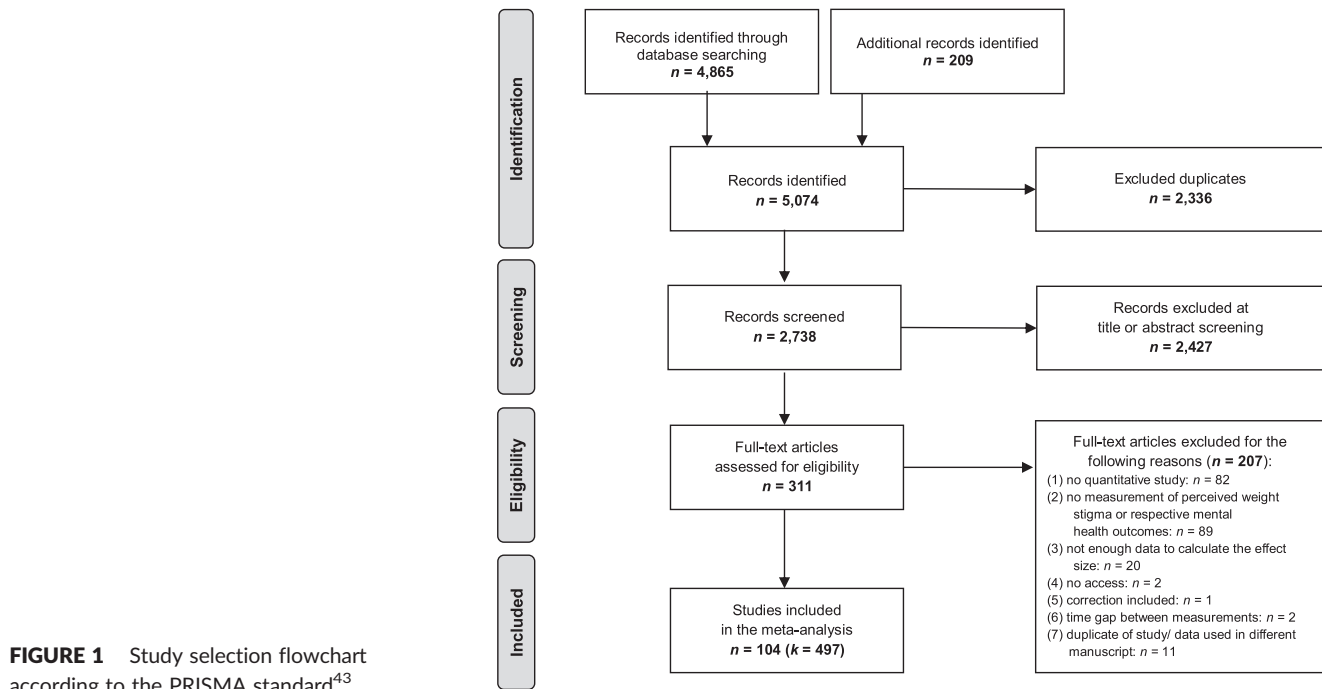 Identification
Records identified through
database searching
n = 4,865
Additional records identified
n = 209
Records identified
n = 5,074
Excluded duplicates
n = 2,336
Screening
Records screened
n = 2,738
Records excluded at
title or abstract screening
n = 2,427
Eligibility
Full-text articles
assessed for eligibility
n = 311
Full-text articles excluded for the
following reasons (n = 207):
(1) no quantitative study: n = 82
(2) no measurement of perceived weight
stigma or respective mental
health outcomes: n = 89
(3) not enough data to calculate the effect
size: n = 20
(4) no access: n = 2
(5) correction included: n = 1
(6) time gap between measurements: n = 2
(7) duplicate of study/ data used in different
manuscript: n = 11
Included
Studies included
in the meta-analysis
n = 104 (k = 497)
FIGURE 1 Study selection flowchart
according to the PRISMA standard43